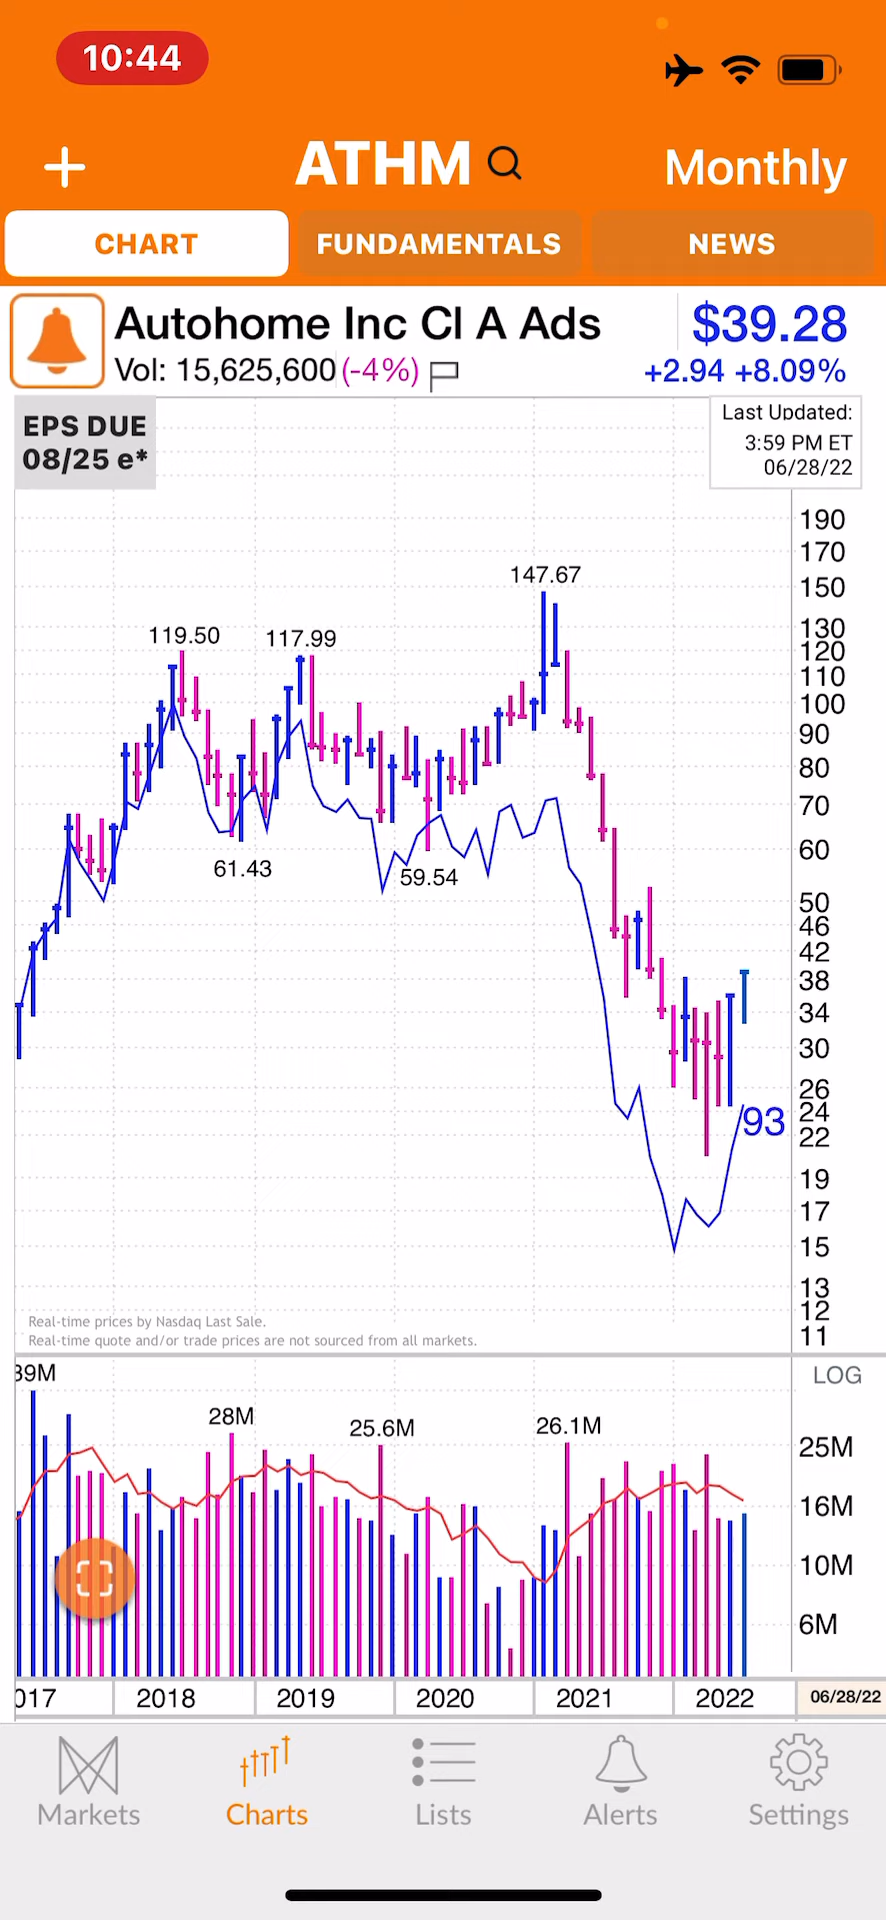 10:44
ATHM
Monthly
CHART
FUNDAMENTALS
NEWS
Autohome Inc Cl A Ads
$39.28
Vol: 15,625,600 (-4%)
+2.94 +8.09%
EPS DUE
08/25 e*
Last Updated:
3:59 PM ET
06/28/22
190
170
150
130
120
110
100
90
80
70
60
50
46
42
38
34
30
26
24
22
19
17
15
13
12
11
147.67
119.50
117.99
61.43
59.54
93
Real-time prices by Nasdaq Last Sale.
Real-time quote and/or trade prices are not sourced from all markets.
39M
28M
25.6M
26.1M
LOG
25M
16M
10M
6M
017
2018
2019
2020
2021
2022
06/28/22
Markets
Charts
Lists
Alerts
Settings